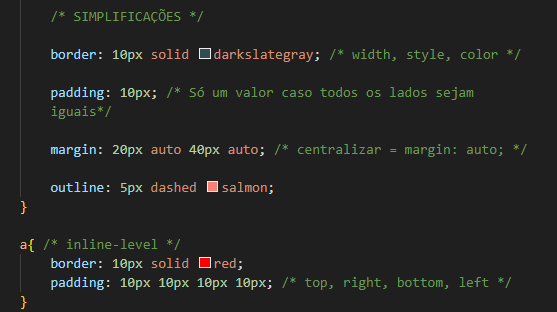 /* SIMPLIFICAÇÕES */
border: 10px solid darkslategray; /* width, style, color */
padding: 10px; /* Só um valor caso todos os lados sejam
iguais*/
margin: 20px auto 40px auto; /* centralizar = margin: auto; */
outline: 5px dashed salmon;
}
a{ /* inline-level */
border: 10px solid red;
padding: 10px 10px 10px 10px; /* top, right, bottom, left */
}